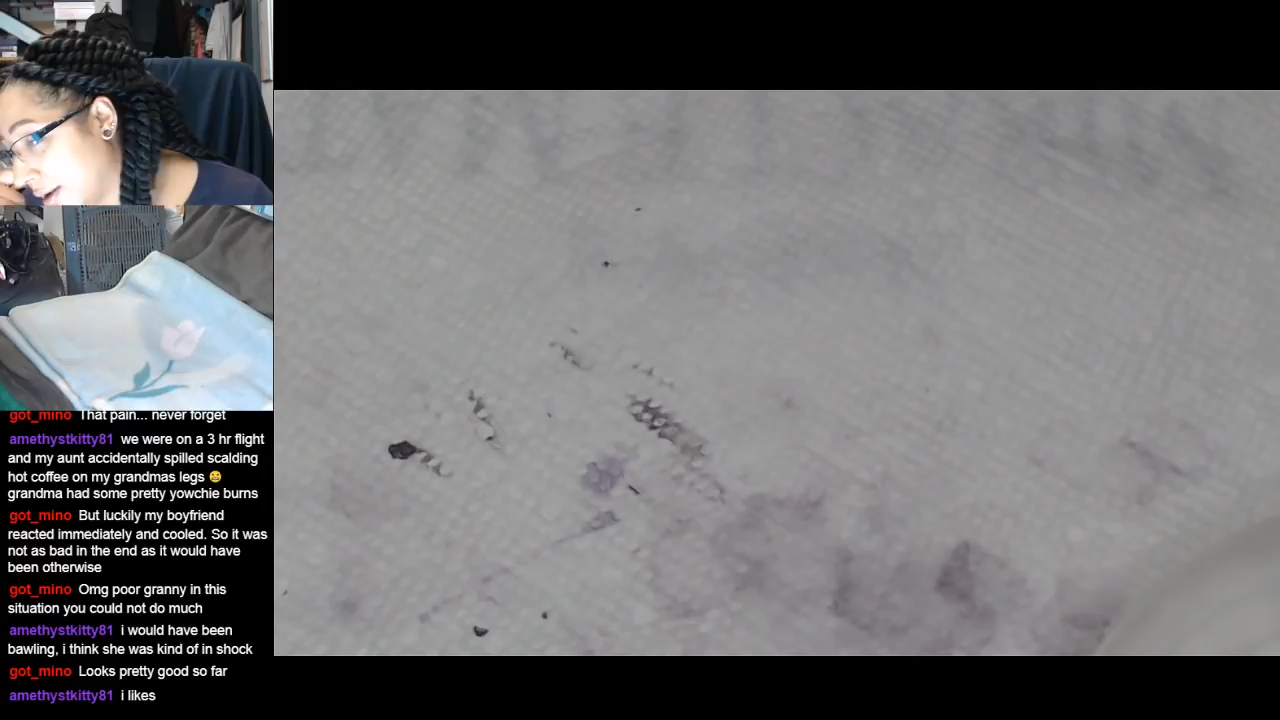 got_mino That pain... never forget
amethystkitty81 we were on a 3 hr flight
and my aunt accidentally spilled scalding
hot coffee on my grandmas legs
grandma had some pretty yowchie burns
got_mino But luckily my boyfriend
reacted immediately and cooled. So it was
not as bad in the end as it would have
been otherwise
got_mino Omg poor granny in this
situation you could not do much
amethystkitty81 i would have been
bawling, i think she was kind of in shock
got_mino Looks pretty good so far
amethystkitty81 i likes